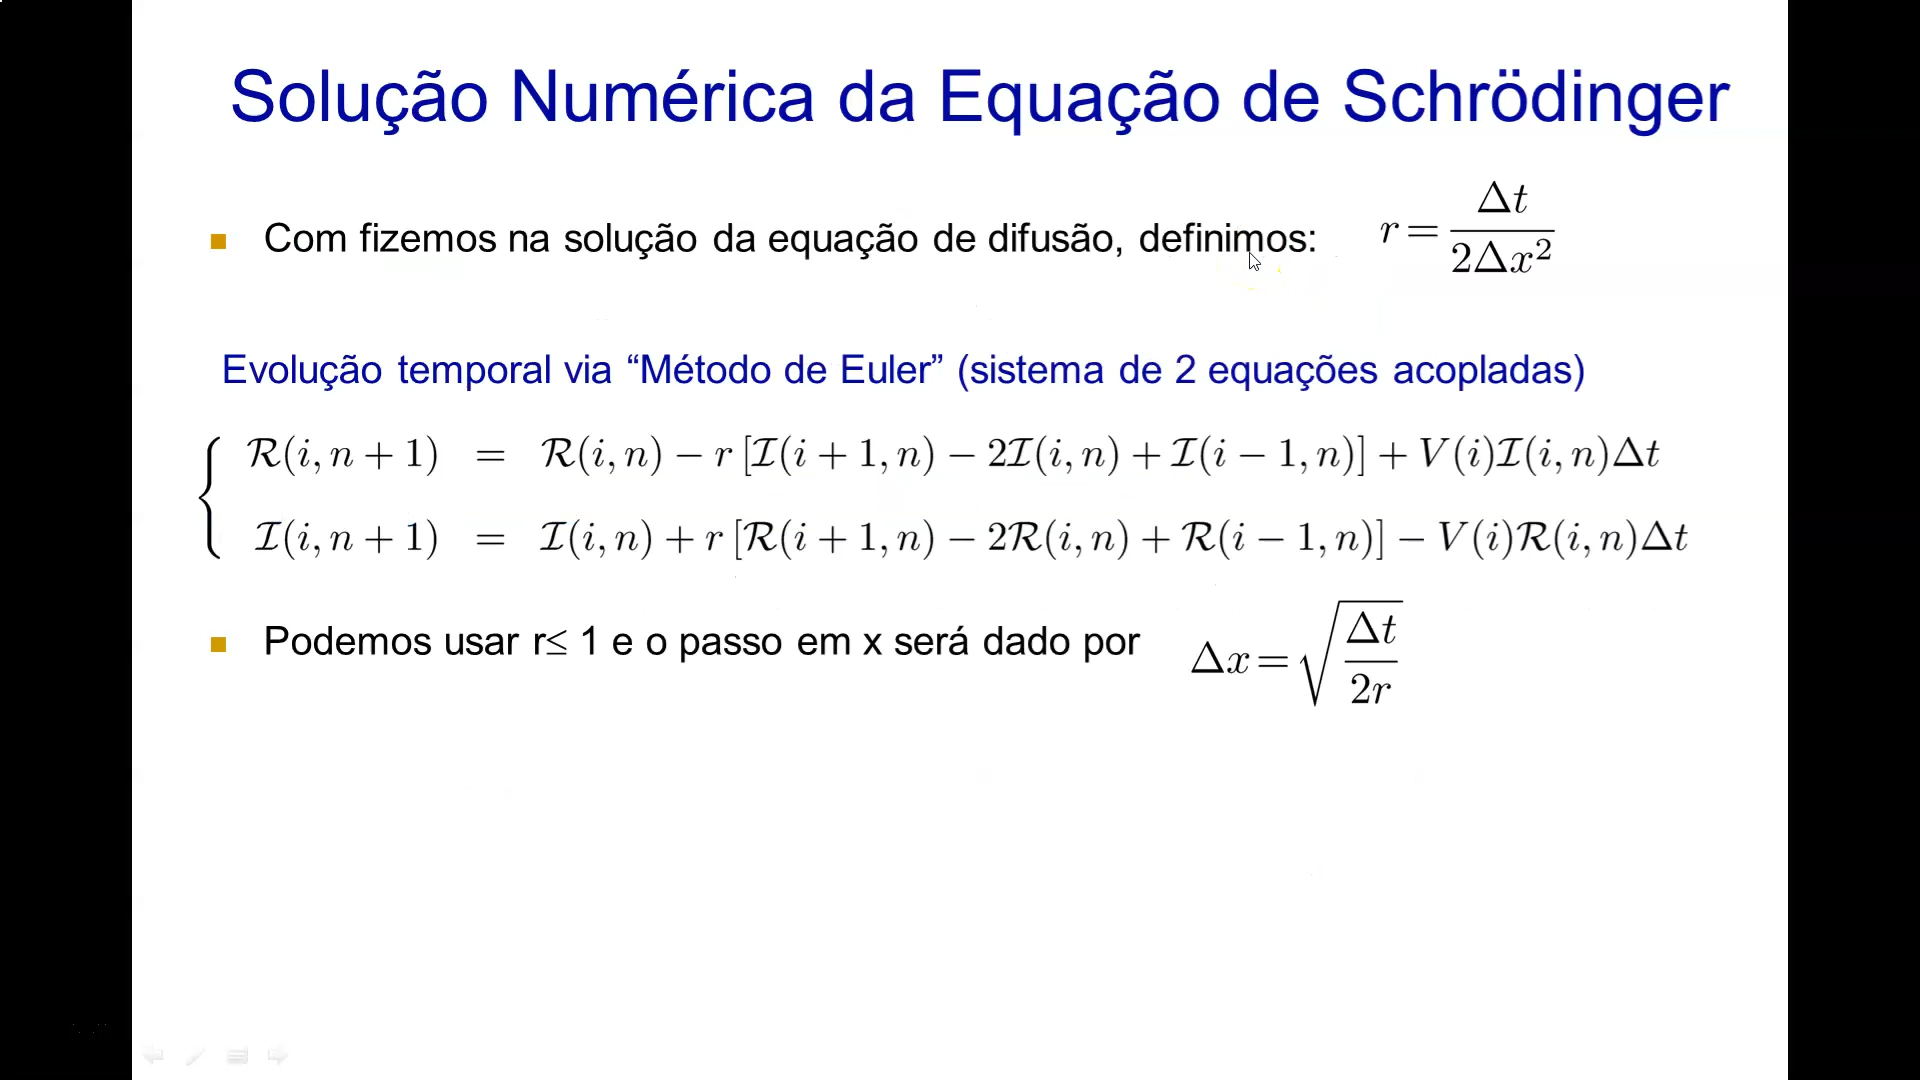 Solução Numérica da Equação de Schrödinger
Com fizemos na solução da equação de difusão, definimos: r = Δt / 2Δx²
Evolução temporal via “Método de Euler” (sistema de 2 equações acopladas)
ℛ(i, n + 1) = ℛ(i, n) − r [ℐ(i + 1, n) − 2ℐ(i, n) + ℐ(i − 1, n)] + V(i)ℐ(i, n)Δt
ℐ(i, n + 1) = ℐ(i, n) + r [ℛ(i + 1, n) − 2ℛ(i, n) + ℛ(i − 1, n)] − V(i)ℛ(i, n)Δt
Podemos usar r≤ 1 e o passo em x será dado por Δx = √(Δt / 2r)